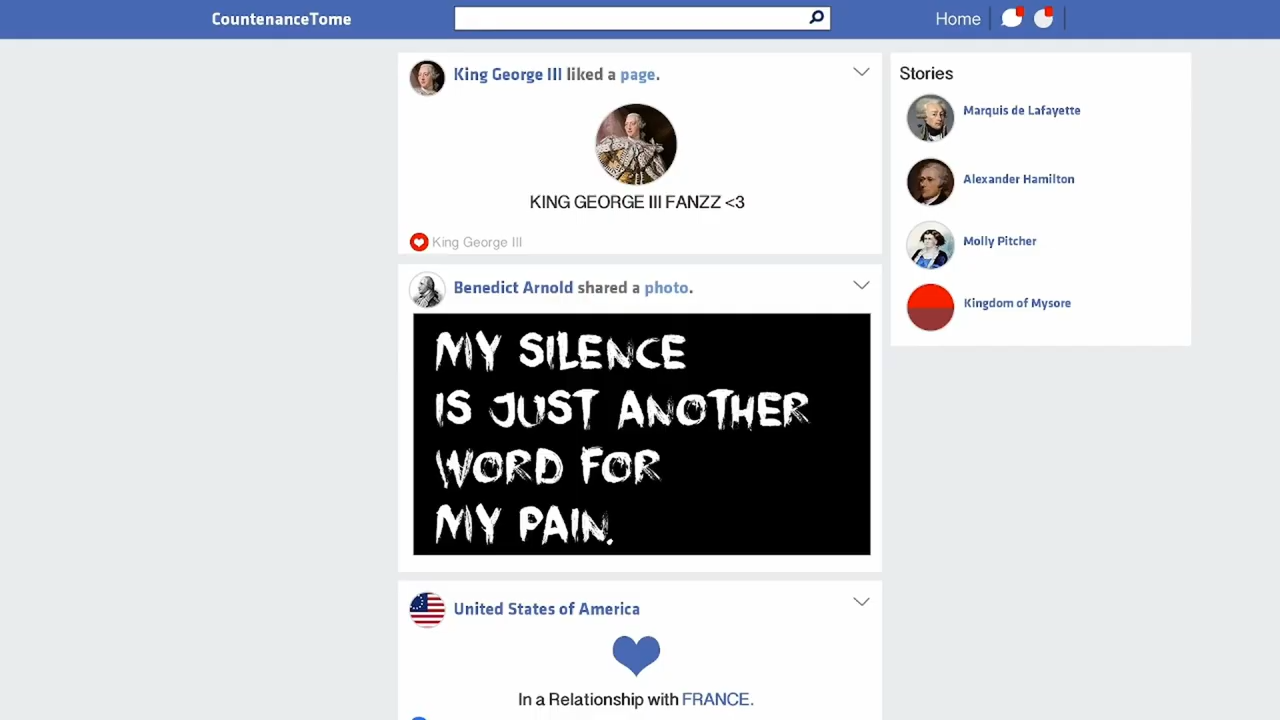 CountenanceTome
Home
King George III liked a page.
KING GEORGE III FANZZ <3
King George III
Benedict Arnold shared a photo.
MY SILENCE
IS JUST ANOTHER
WORD FOR
MY PAIN.
United States of America
In a Relationship with FRANCE.
Stories
Marquis de Lafayette
Alexander Hamilton
Molly Pitcher
Kingdom of Mysore